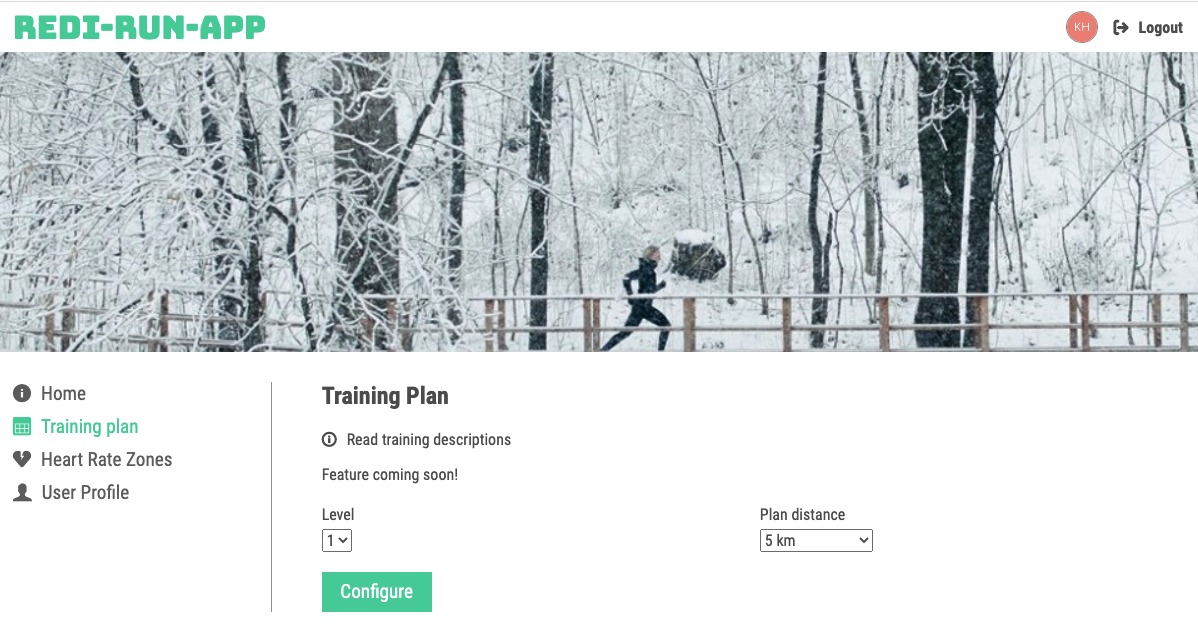 REDI-RUN-APP
KH
Logout
Home
Training plan
Heart Rate Zones
User Profile
Training Plan
Read training descriptions
Feature coming soon!
Level
Plan distance
1
5 km
Configure